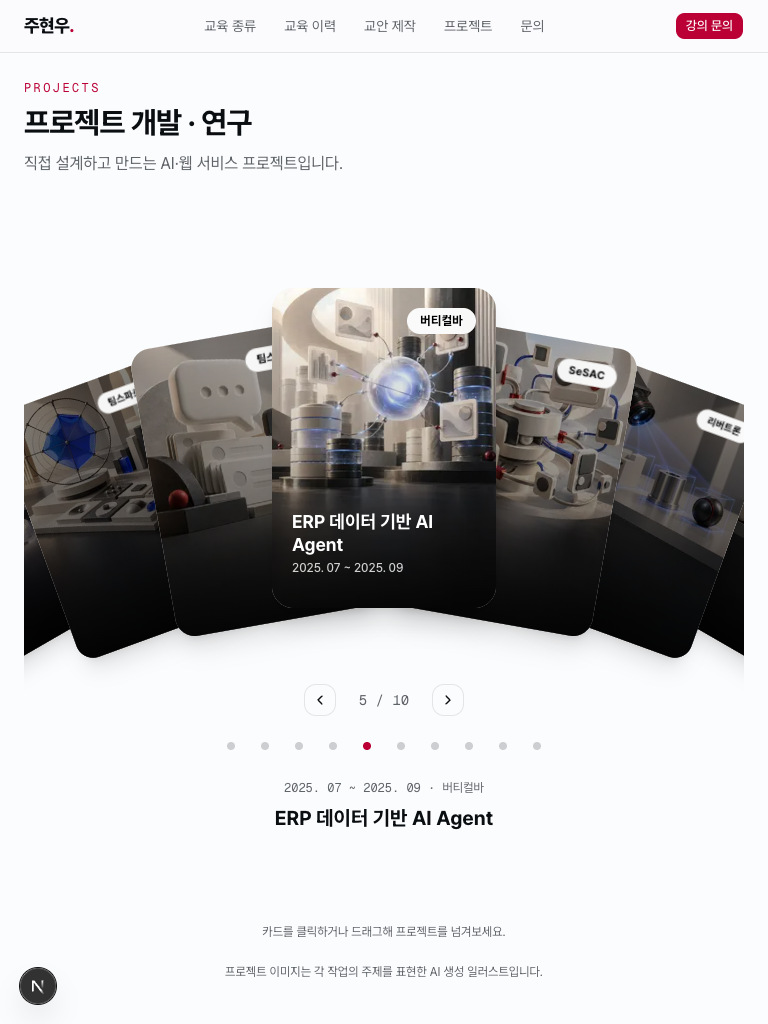 주현우.
교육 종류
교육 이력
교안 제작
프로젝트
문의
강의 문의
PROJECTS
프로젝트 개발 · 연구
직접 설계하고 만드는 AI·웹 서비스 프로젝트입니다.
버티컬바
SeSAC
리버트론
ERP 데이터 기반 AI
Agent
2025. 07 ~ 2025. 09
5 / 10
2025. 07 ~ 2025. 09 · 버티컬바
ERP 데이터 기반 AI Agent
카드를 클릭하거나 드래그해 프로젝트를 넘겨보세요.
프로젝트 이미지는 각 작업의 주제를 표현한 AI 생성 일러스트입니다.
N